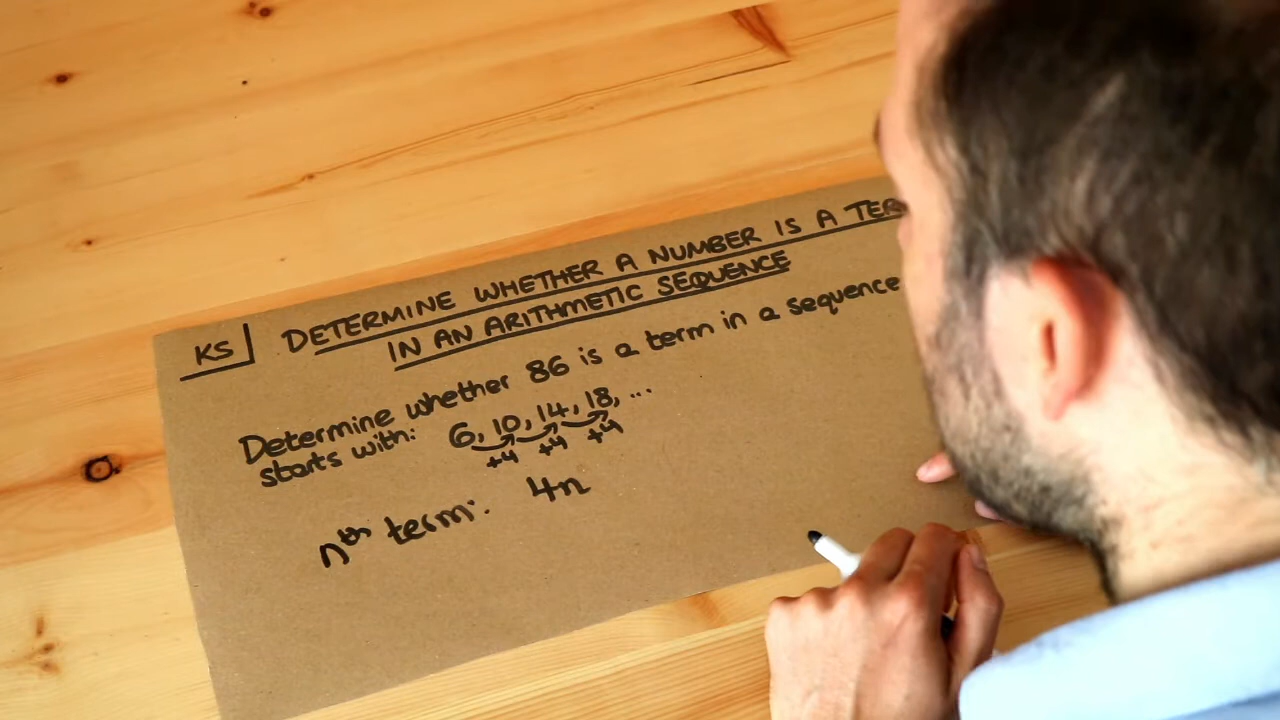 KS
DETERMINE WHETHER A NUMBER IS A TER
IN AN ARITHMETIC SEQUENCE
Determine whether 86 is a term in a sequence
starts with: 6, 10, 14, 18, ...
+4 +4 +4
nth term: 4n